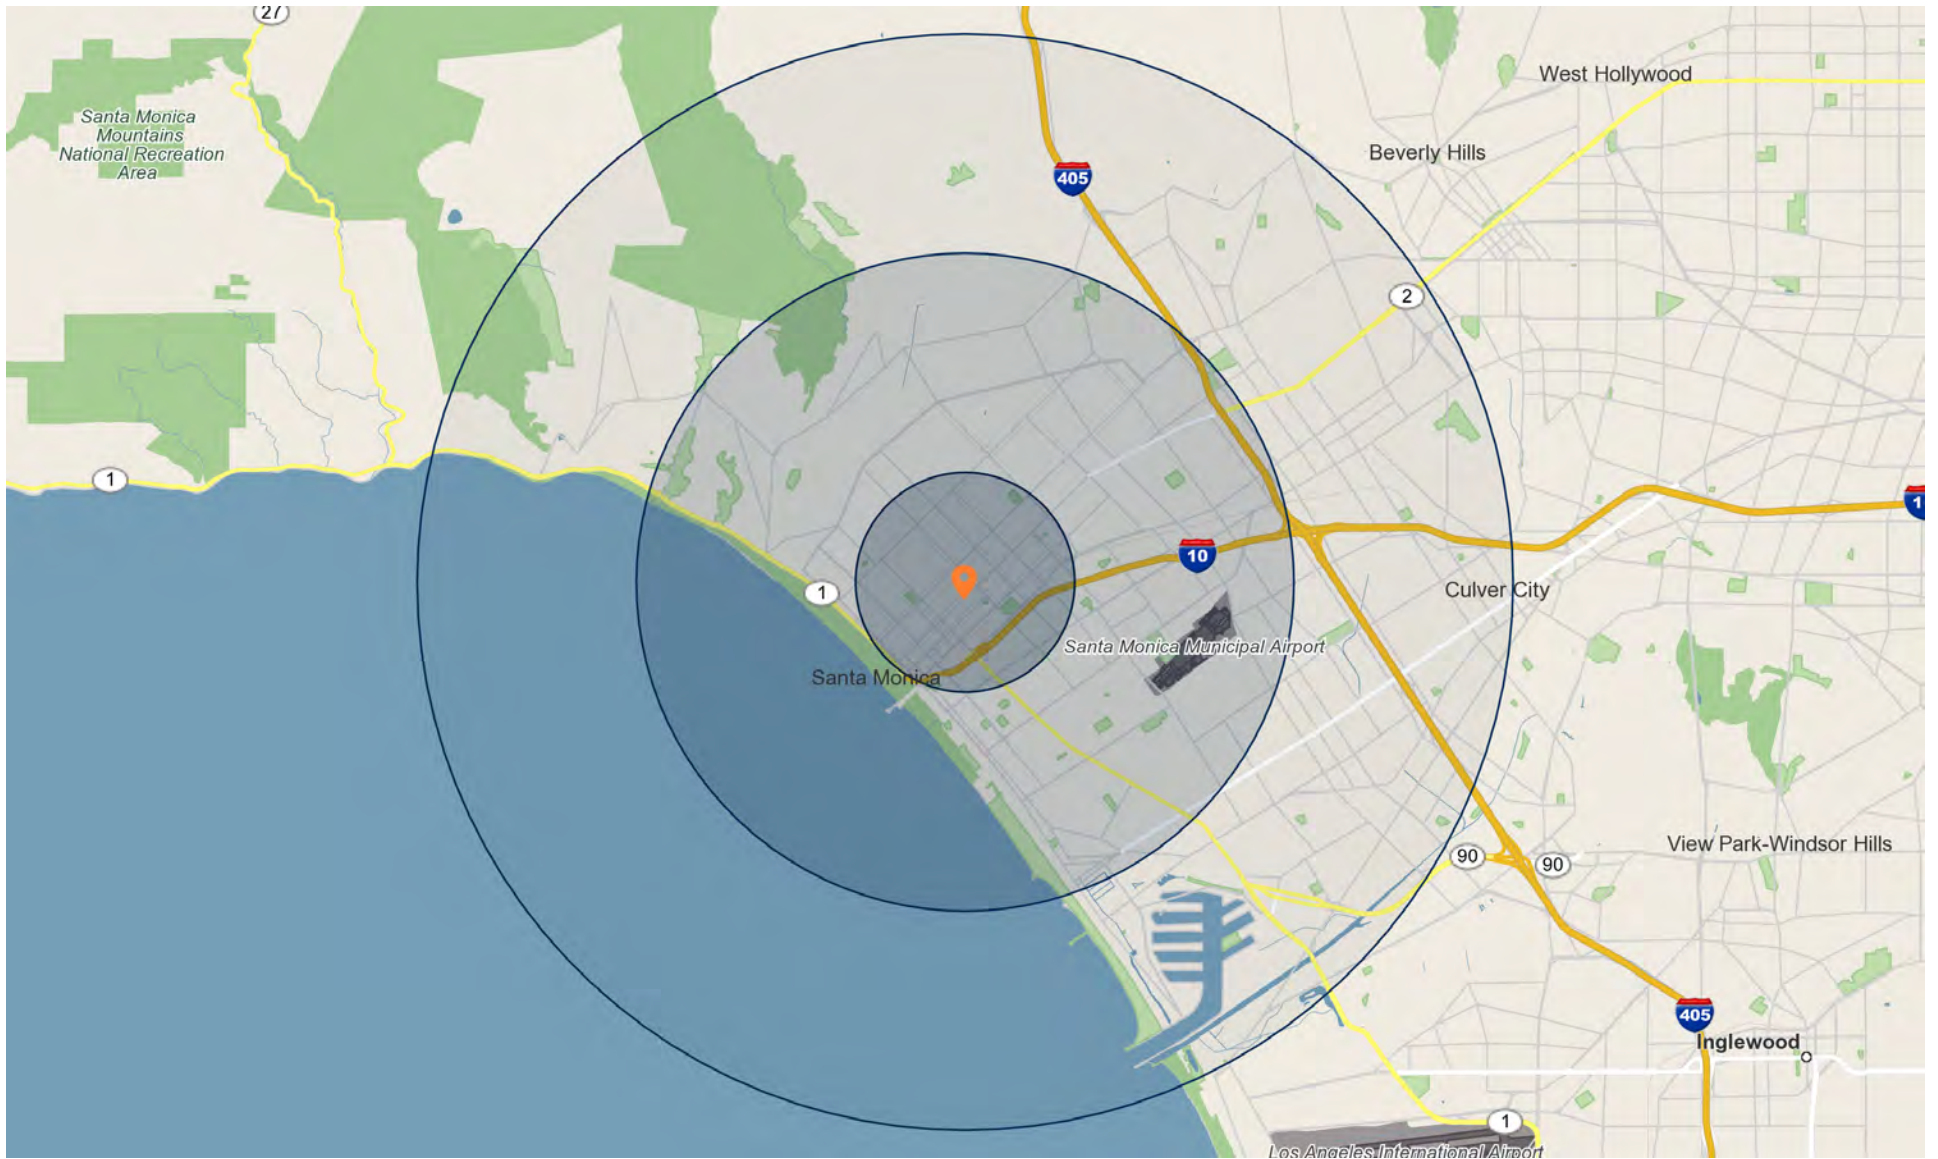 27
West Hollywood
Santa Monica
Mountains
National Recreation
Area
Beverly Hills
405
2
1
1
10
Culver City
1
Santa Monica Municipal Airport
Santa Monica
View Park-Windsor Hills
90
90
405
Inglewood
1
Los Angeles International Airport